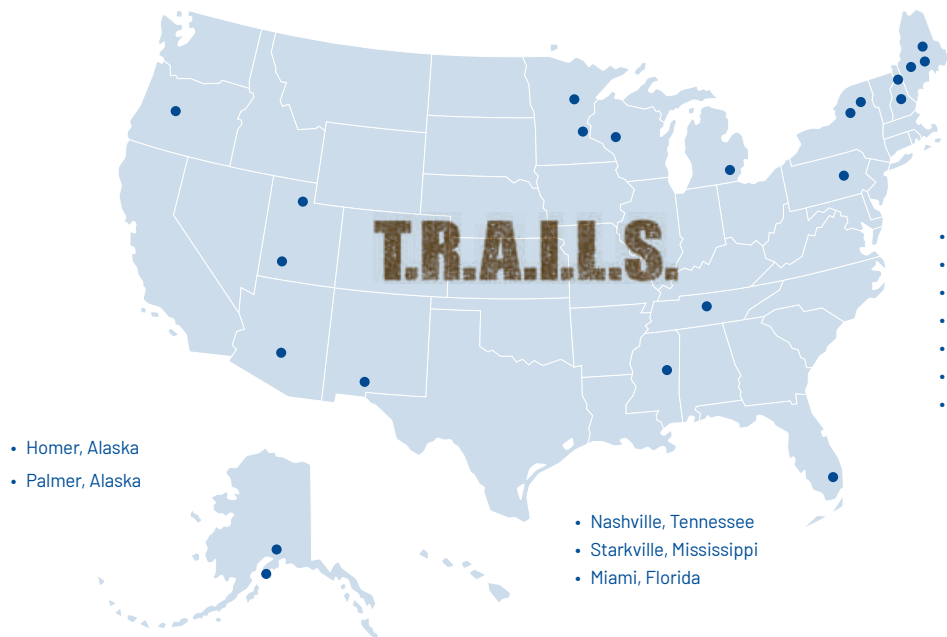 T.R.A.I.L.S.
• Homer, Alaska
• Palmer, Alaska
• Nashville, Tennessee
• Starkville, Mississippi
• Miami, Florida